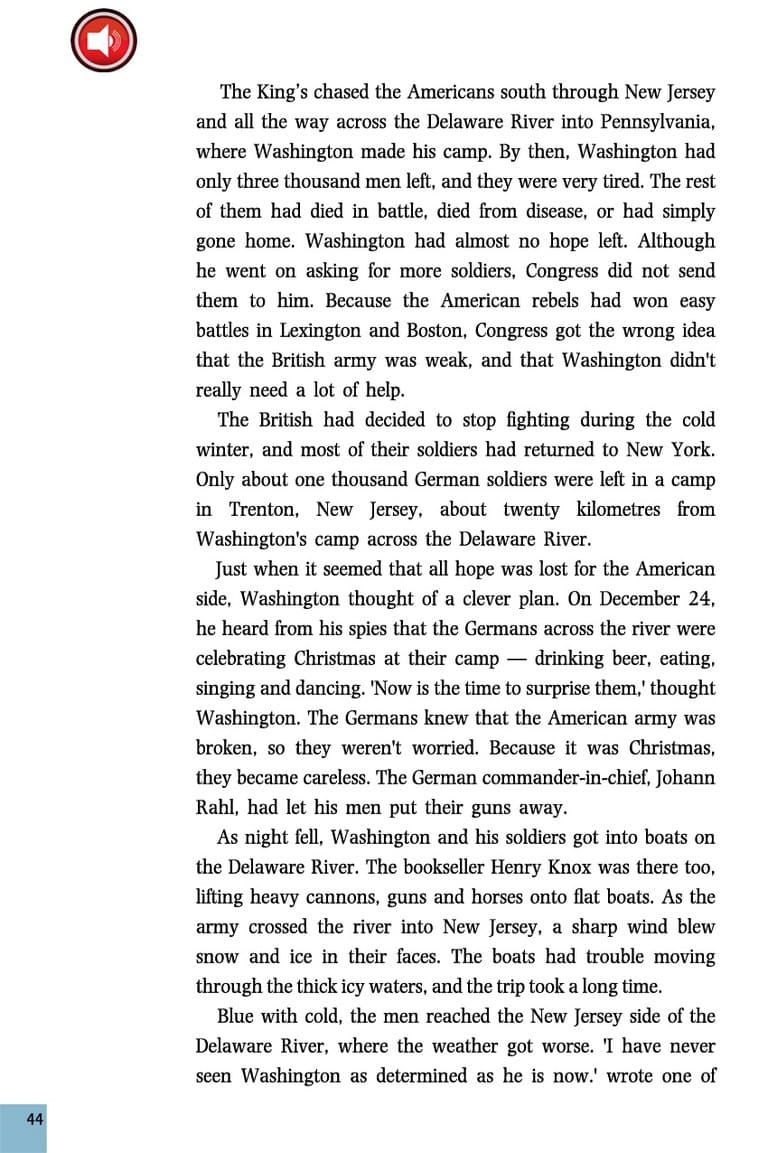 The King’s chased the Americans south through New Jersey
and all the way across the Delaware River into Pennsylvania,
where Washington made his camp. By then, Washington had
only three thousand men left, and they were very tired. The rest
of them had died in battle, died from disease, or had simply
gone home. Washington had almost no hope left. Although
he went on asking for more soldiers, Congress did not send
them to him. Because the American rebels had won easy
battles in Lexington and Boston, Congress got the wrong idea
that the British army was weak, and that Washington didn't
really need a lot of help.
The British had decided to stop fighting during the cold
winter, and most of their soldiers had returned to New York.
Only about one thousand German soldiers were left in a camp
in Trenton, New Jersey, about twenty kilometres from
Washington's camp across the Delaware River.
Just when it seemed that all hope was lost for the American
side, Washington thought of a clever plan. On December 24,
he heard from his spies that the Germans across the river were
celebrating Christmas at their camp — drinking beer, eating,
singing and dancing. 'Now is the time to surprise them,' thought
Washington. The Germans knew that the American army was
broken, so they weren't worried. Because it was Christmas,
they became careless. The German commander-in-chief, Johann
Rahl, had let his men put their guns away.
As night fell, Washington and his soldiers got into boats on
the Delaware River. The bookseller Henry Knox was there too,
lifting heavy cannons, guns and horses onto flat boats. As the
army crossed the river into New Jersey, a sharp wind blew
snow and ice in their faces. The boats had trouble moving
through the thick icy waters, and the trip took a long time.
Blue with cold, the men reached the New Jersey side of the
Delaware River, where the weather got worse. 'I have never
seen Washington as determined as he is now.' wrote one of
44